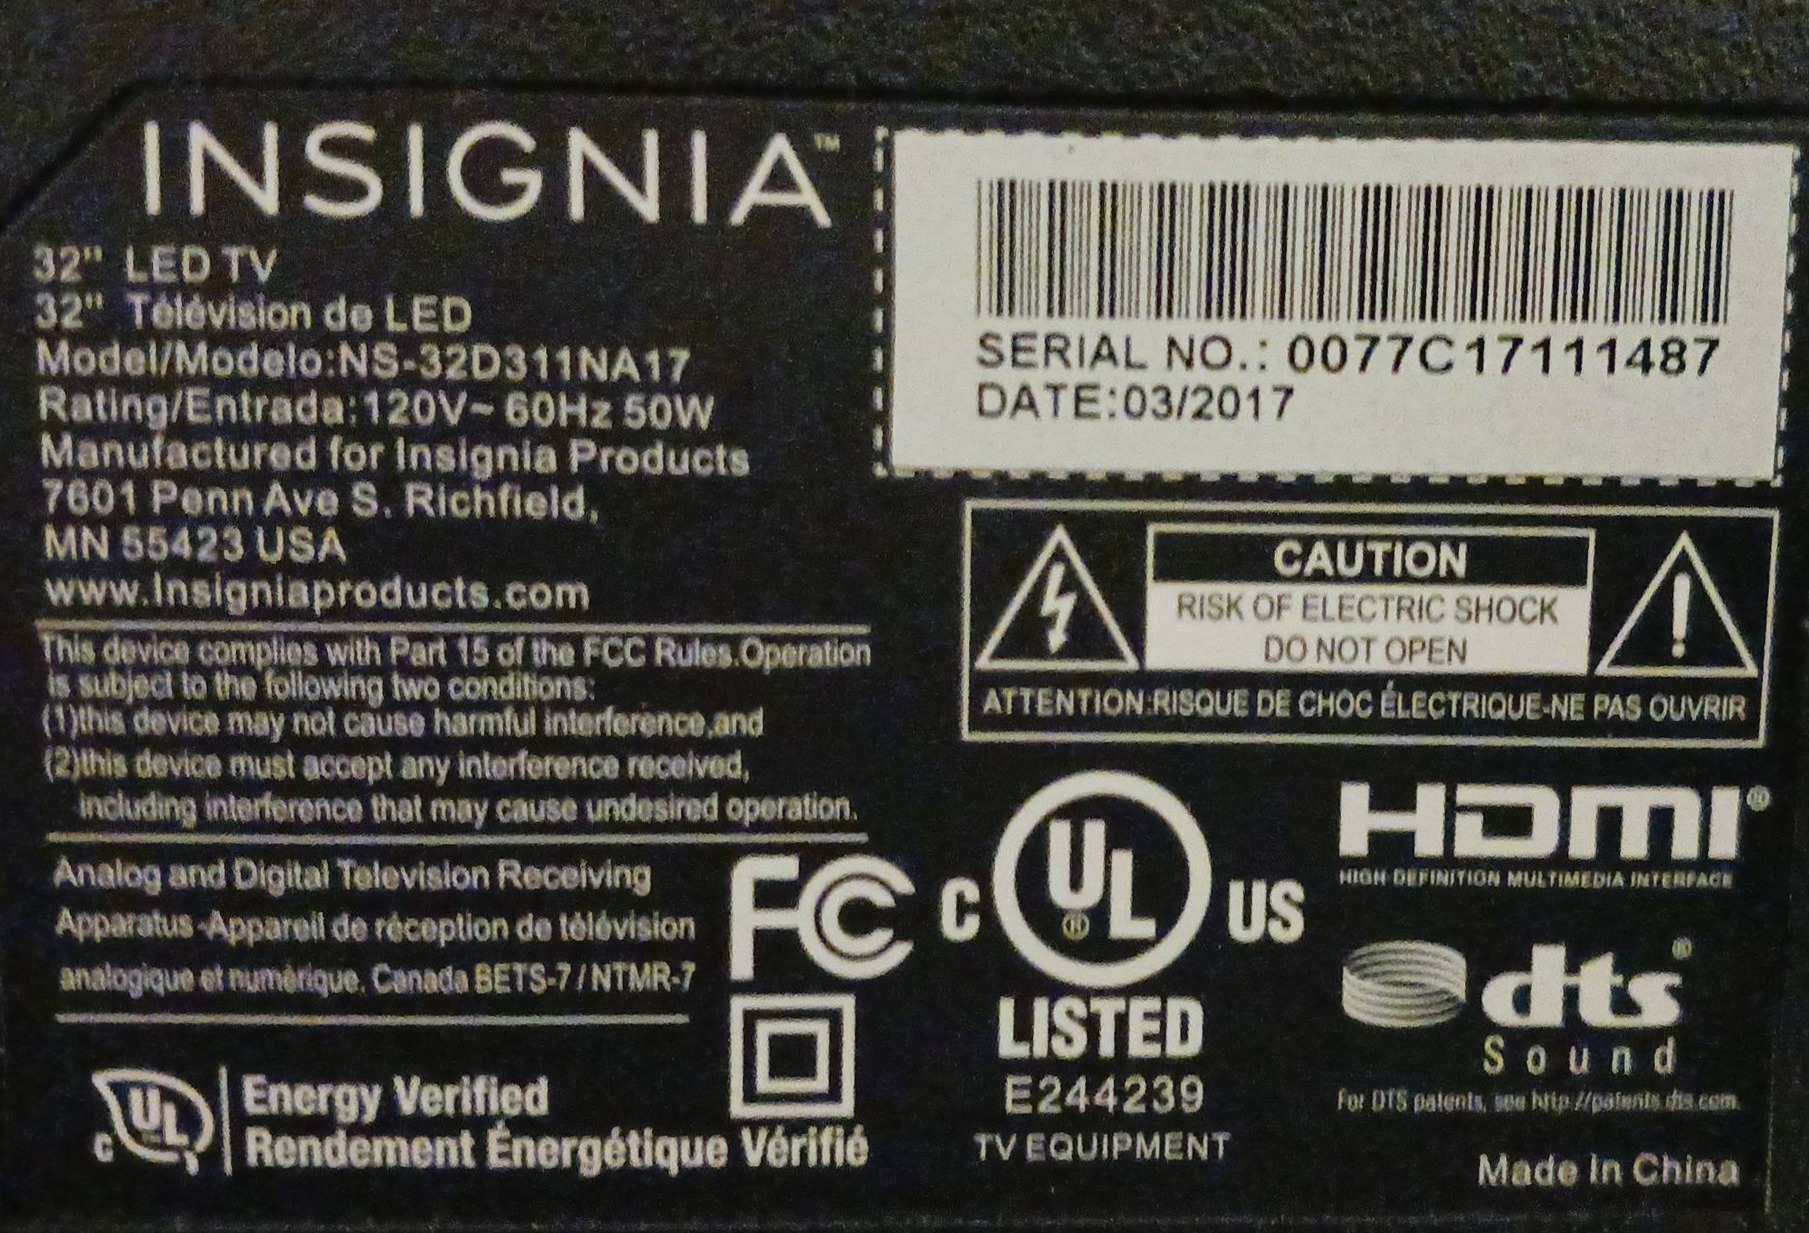 INSIGNIA™
32" LED TV
32" Télévision de LED
Model/Modelo:NS-32D311NA17
Rating/Entrada:120V~ 60Hz 50W
Manufactured for Insignia Products
7601 Penn Ave S. Richfield,
MN 55423 USA
www.Insigniaproducts.com
This device complies with Part 15 of the FCC Rules.Operation
is subject to the following two conditions:
(1)this device may not cause harmful interference,and
(2)this device must accept any interference received,
including interference that may cause undesired operation.
Analog and Digital Television Receiving
Apparatus-Appareil de réception de télévision
analogique et numérique. Canada BETS-7 / NTMR-7
FC
C UL® Energy Verified
Rendement Énergétique Vérifié
SERIAL NO.: 0077C17111487
DATE:03/2017
CAUTION
RISK OF ELECTRIC SHOCK
DO NOT OPEN
ATTENTION:RISQUE DE CHOC ÉLECTRIQUE-NE PAS OUVRIR
C UL® US
LISTED
E244239
TV EQUIPMENT
HDMI®
HIGH-DEFINITION MULTIMEDIA INTERFACE
dts®
Sound
For DTS patents, see http://patents.dts.com.
Made in China